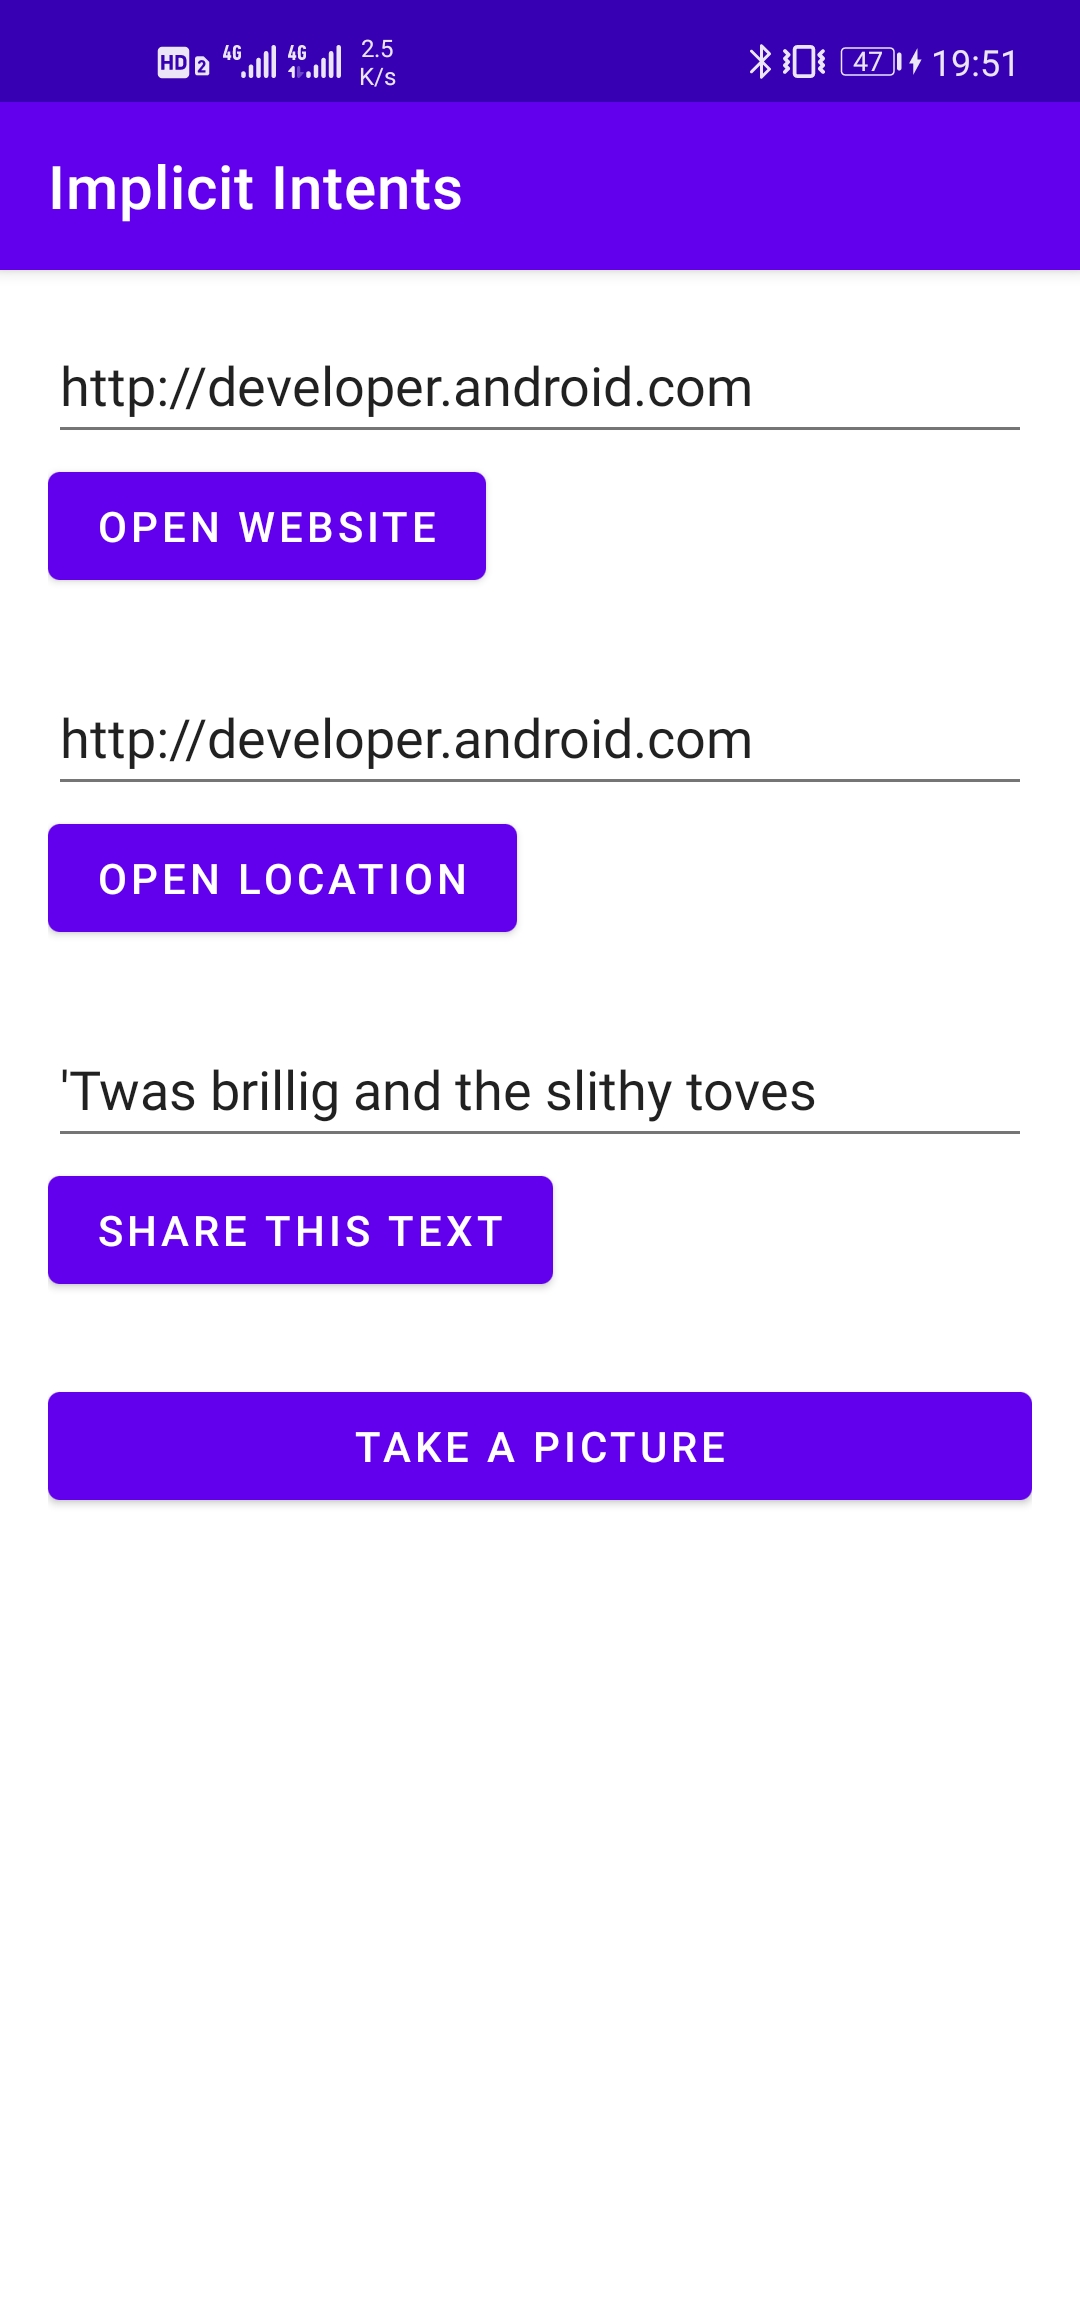 HD 2 4G 4G 2.5 K/s 47 19:51
Implicit Intents
http://developer.android.com
OPEN WEBSITE
http://developer.android.com
OPEN LOCATION
'Twas brillig and the slithy toves
SHARE THIS TEXT
TAKE A PICTURE